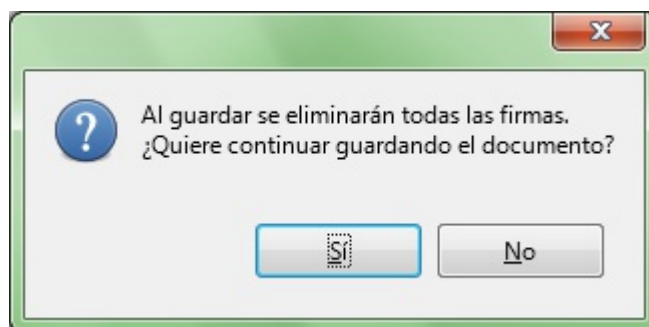 Al guardar se eliminarán todas las firmas.
¿Quiere continuar guardando el documento?
Sí
No